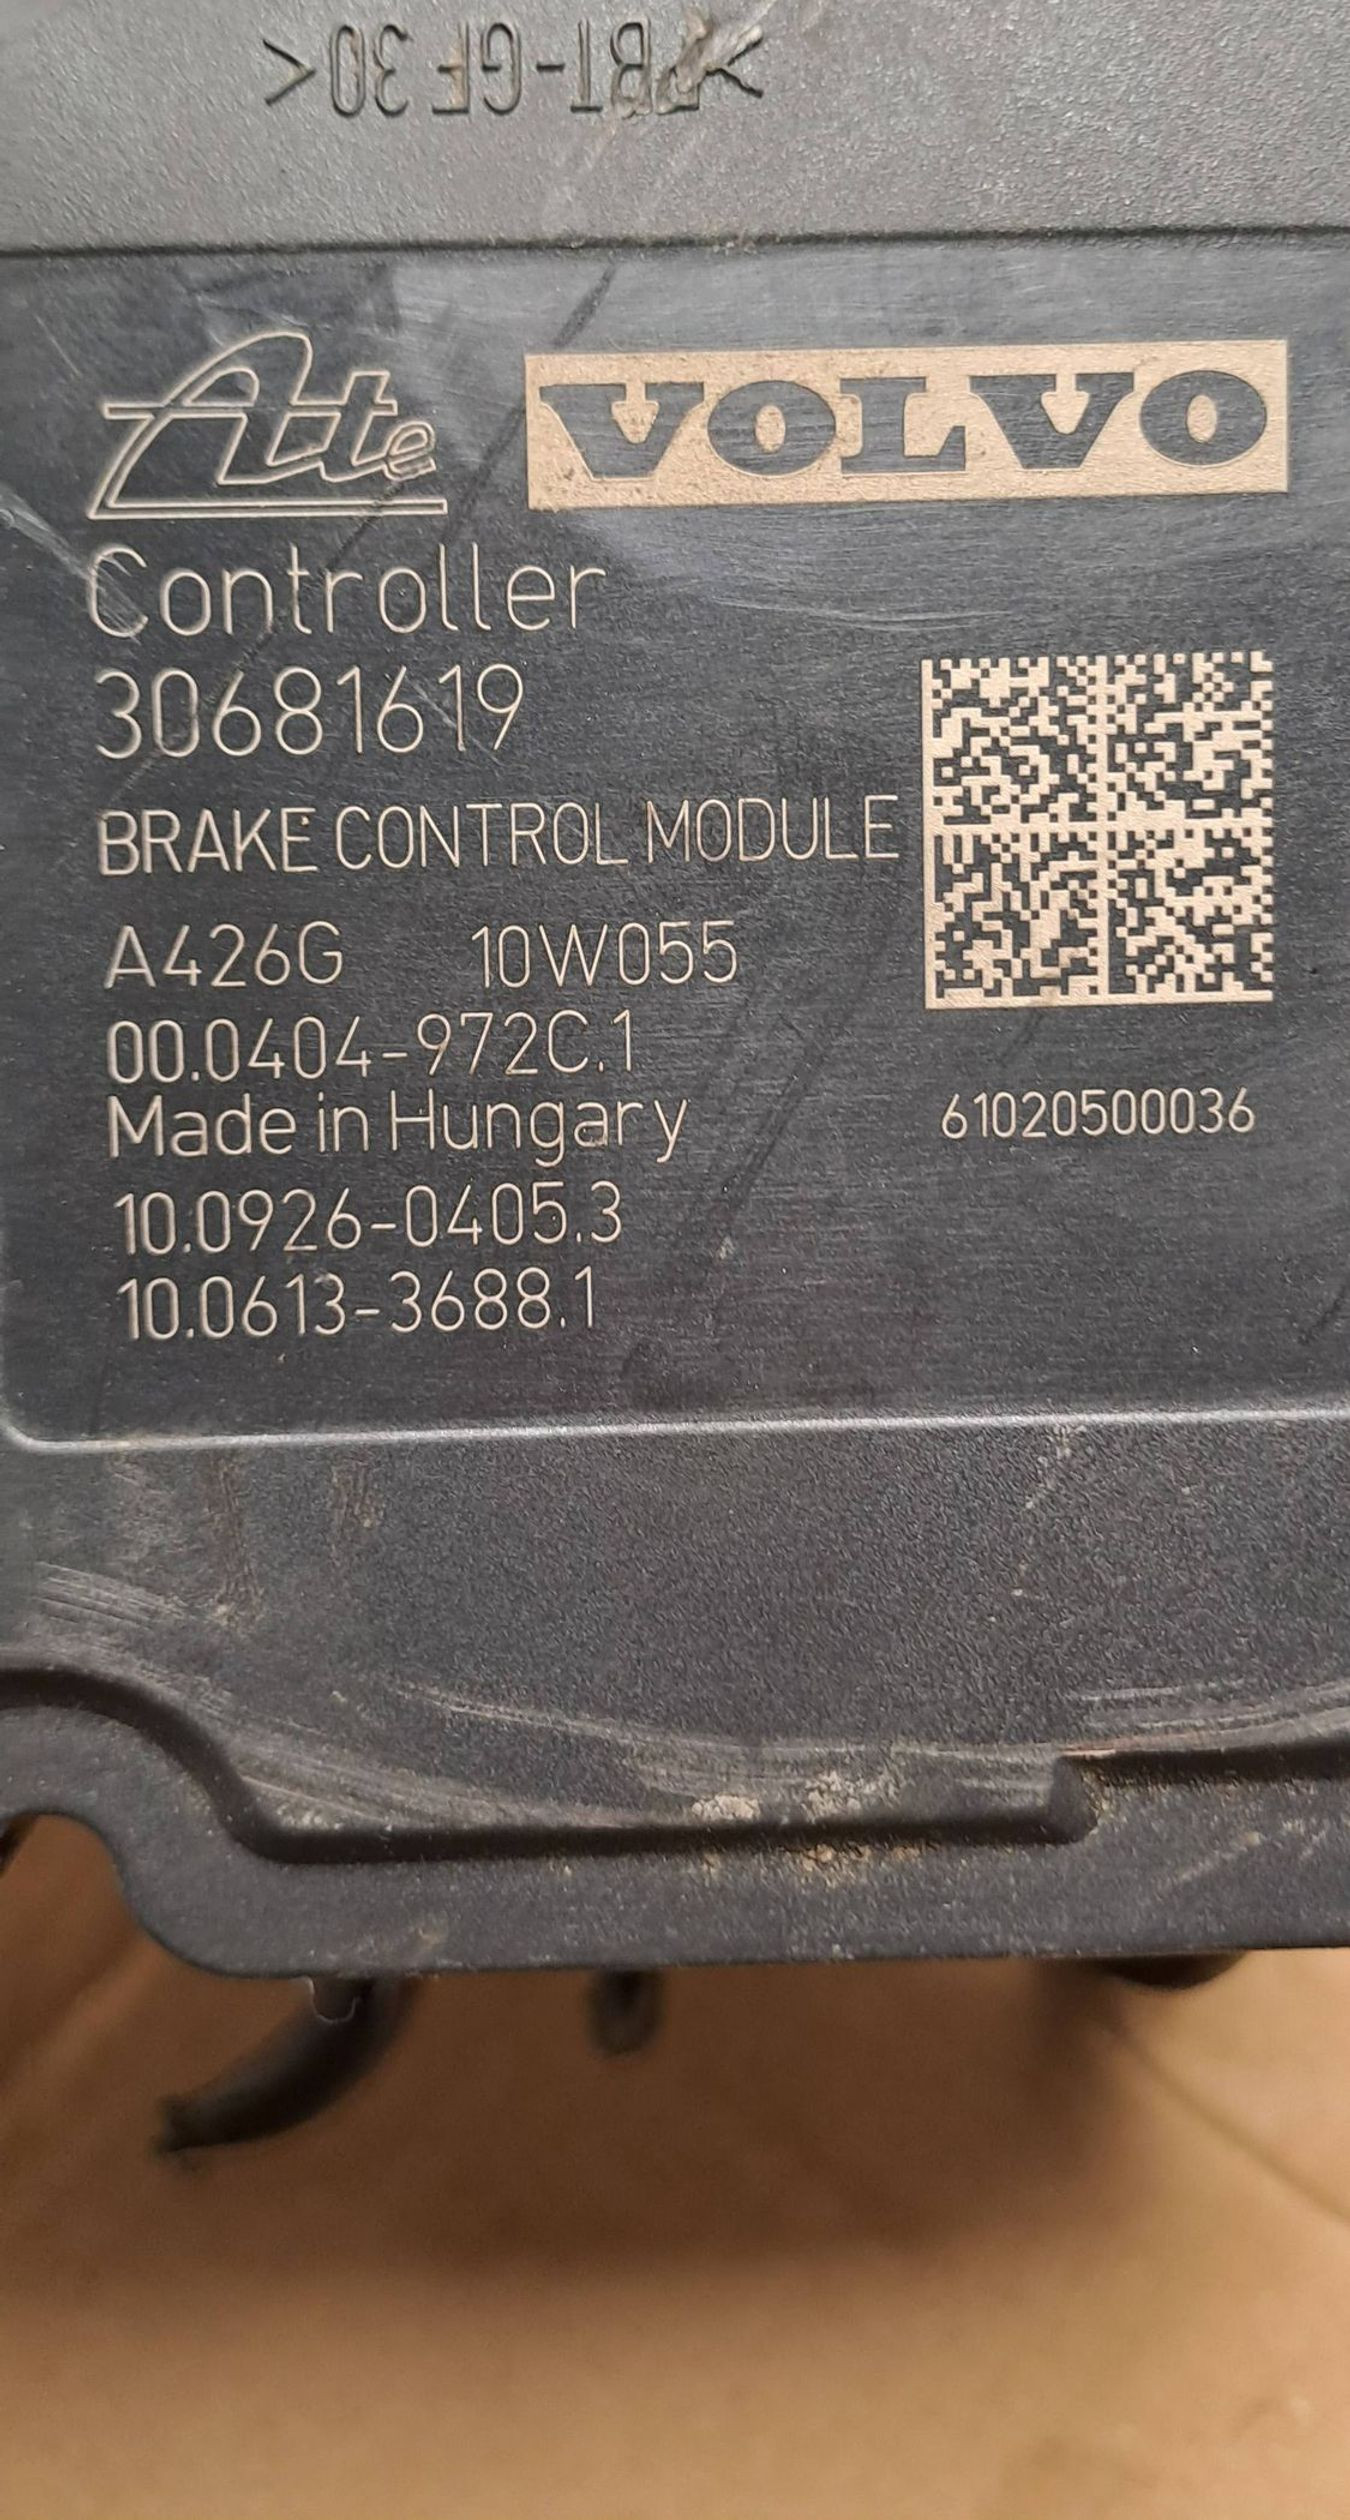 >PBT-GF30<
Ate VOLVO
Controller
30681619
BRAKE CONTROL MODULE
A426G 10W055
00.0404-972C.1
Made in Hungary
61020500036
10.0926-0405.3
10.0613-3688.1